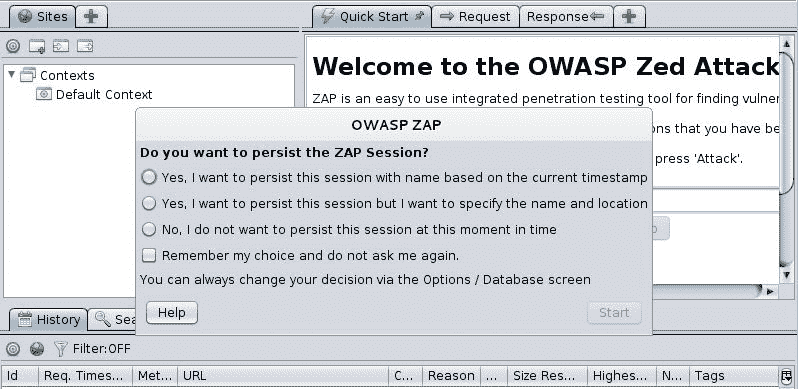 Sites
Quick Start
Request
Response
Contexts
Default Context
Welcome to the OWASP Zed Attack
ZAP is an easy to use integrated penetration testing tool for finding
ons that you have be
press 'Attack'.
OWASP ZAP
Do you want to persist the ZAP Session?
Yes, I want to persist this session with name based on the current timestamp
Yes, I want to persist this session but I want to specify the name and location
No, I do not want to persist this session at this moment in time
Remember my choice and do not ask me again.
You can always change your decision via the Options / Database screen
Help
Start
History
Sea
Filter:OFF
Id Req. Times... Met... URL C... Reason ... Size Res... Highes... N... Tags